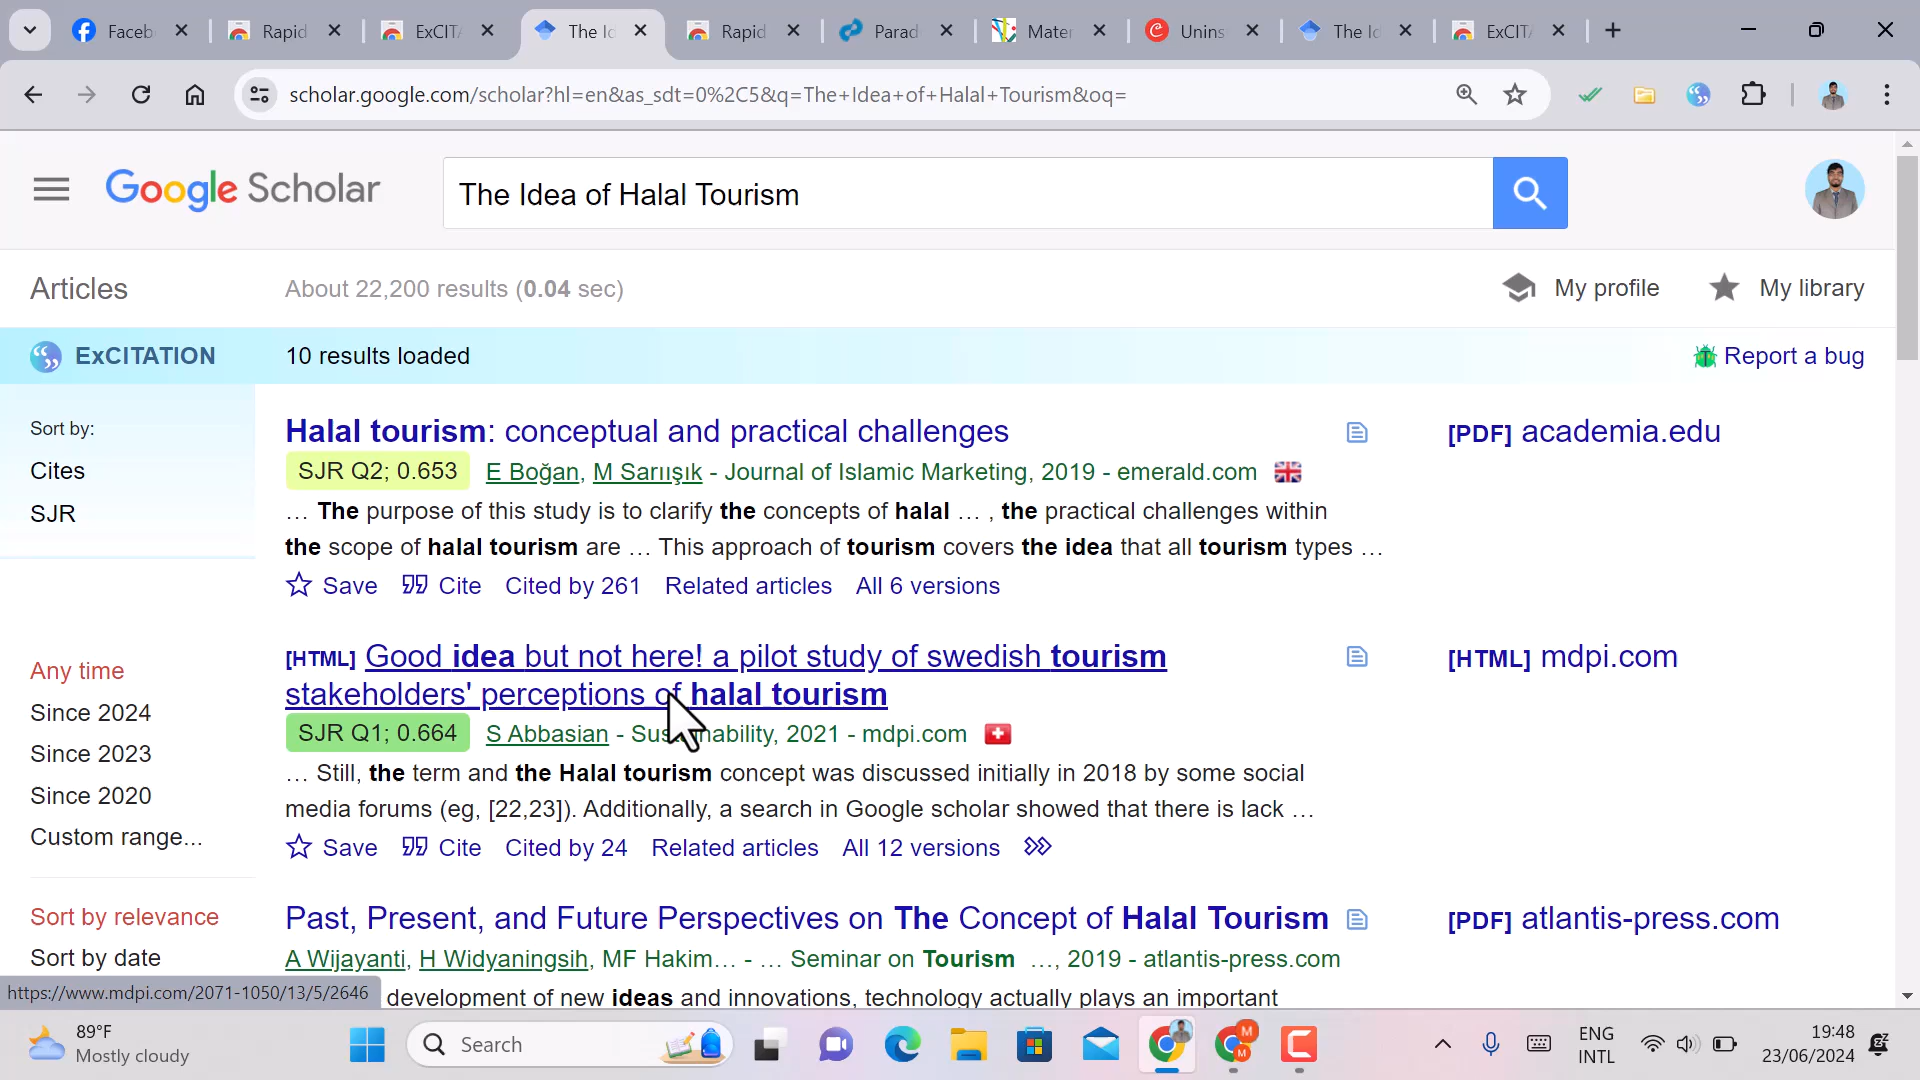 Faceb
Rapid
ExCIT
The Id
Rapid
Parad
Mater
Unins
The Id
ExCIT
scholar.google.com/scholar?hl=en&as_sdt=0%2C5&q=The+Idea+of+Halal+Tourism&oq=
Google Scholar
The Idea of Halal Tourism
Articles
About 22,200 results (0.04 sec)
My profile
My library
ExCITATION
10 results loaded
Report a bug
Sort by:
Cites
SJR
Any time
Since 2024
Since 2023
Since 2020
Custom range...
Sort by relevance
Sort by date
Halal tourism: conceptual and practical challenges
[PDF] academia.edu
SJR Q2; 0.653 E Boğan, M Sarıışık - Journal of Islamic Marketing, 2019 - emerald.com
… The purpose of this study is to clarify the concepts of halal … , the practical challenges within
the scope of halal tourism are … This approach of tourism covers the idea that all tourism types …
Save Cite Cited by 261 Related articles All 6 versions
[HTML] Good idea but not here! a pilot study of swedish tourism
stakeholders' perceptions of halal tourism
[HTML] mdpi.com
SJR Q1; 0.664 S Abbasian - Sustainability, 2021 - mdpi.com
… Still, the term and the Halal tourism concept was discussed initially in 2018 by some social
media forums (eg, [22,23]). Additionally, a search in Google scholar showed that there is lack …
Save Cite Cited by 24 Related articles All 12 versions
Past, Present, and Future Perspectives on The Concept of Halal Tourism
[PDF] atlantis-press.com
A Wijayanti, H Widyaningsih, MF Hakim… - … Seminar on Tourism …, 2019 - atlantis-press.com
development of new ideas and innovations, technology actually plays an important
https://www.mdpi.com/2071-1050/13/5/2646
89°F
Mostly cloudy
Search
M
M
ENG
INTL
19:48
23/06/2024